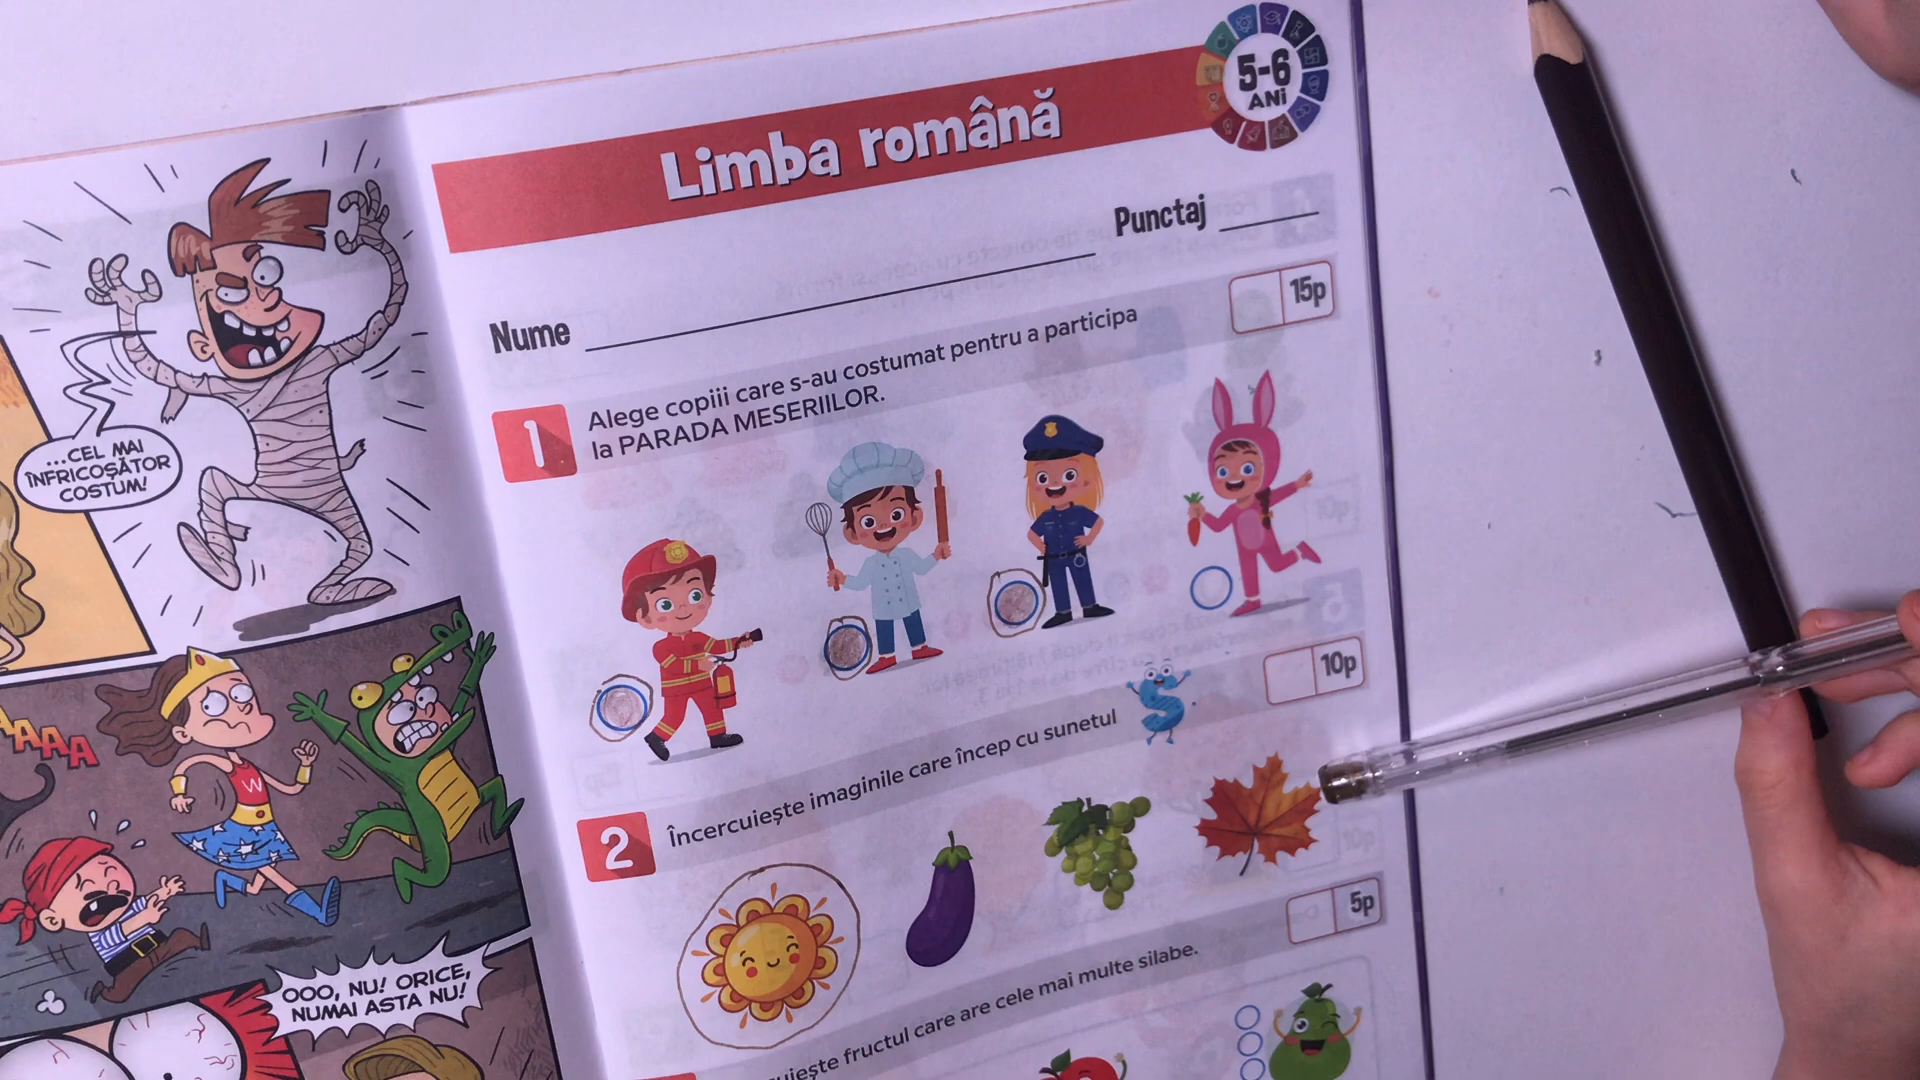 ...CEL MAI
ÎNFRICOȘĂTOR
COSTUM!
AAAA
W
OOO, NU! ORICE,
NUMAI ASTA NU!
Limba română
5-6
ANI
Punctaj
Nume
15p
1
Alege copiii care s-au costumat pentru a participa
la PARADA MESERIILOR.
10p
2
Încercuiește imaginile care încep cu sunetul S
5p
fructul care are cele mai multe silabe.